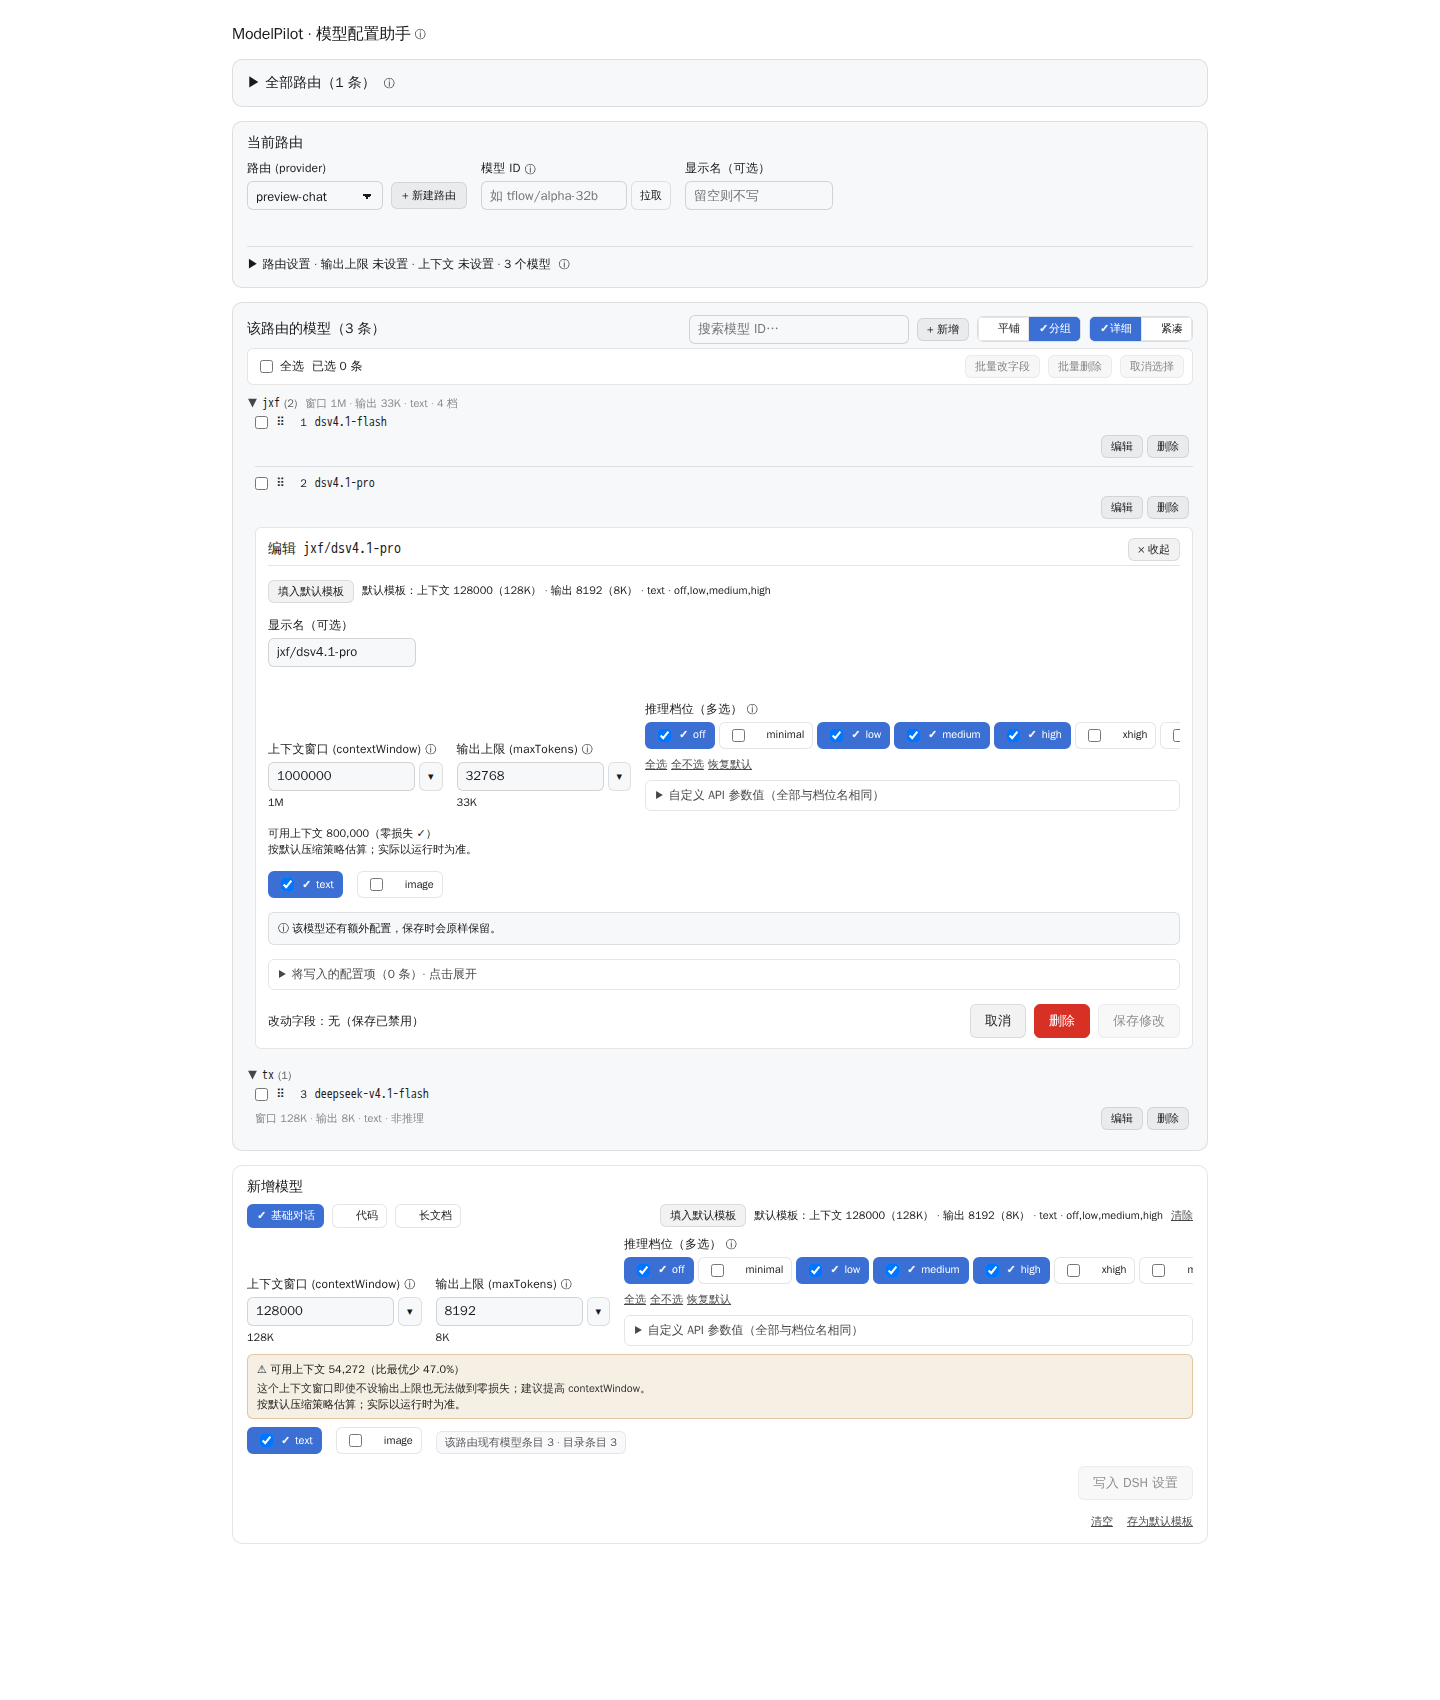 ModelPilot · 模型配置助手 ⓘ
▶ 全部路由（1 条） ⓘ
当前路由
路由 (provider) 模型 ID ⓘ 显示名（可选）
preview-chat + 新建路由 如 tflow/alpha-32b 拉取 留空则不写
▶ 路由设置 · 输出上限 未设置 · 上下文 未设置 · 3 个模型 ⓘ
该路由的模型（3 条） 搜索模型 ID… + 新增 平铺 ✓分组 ✓详细 紧凑
全选 已选 0 条 批量改字段 批量删除 取消选择
▼ jxf (2) 窗口 1M · 输出 33K · text · 4 档
⠿ 1 dsv4.1-flash
编辑 删除
⠿ 2 dsv4.1-pro
编辑 删除
编辑 jxf/dsv4.1-pro × 收起
填入默认模板 默认模板：上下文 128000（128K） · 输出 8192（8K） · text · off,low,medium,high
显示名（可选）
jxf/dsv4.1-pro
推理档位（多选） ⓘ
✓ off minimal ✓ low ✓ medium ✓ high xhigh
上下文窗口 (contextWindow) ⓘ 输出上限 (maxTokens) ⓘ
全选 全不选 恢复默认
1000000 ▾ 32768 ▾
▶ 自定义 API 参数值（全部与档位名相同）
1M 33K
可用上下文 800,000（零损失 ✓）
按默认压缩策略估算；实际以运行时为准。
✓ text image
ⓘ 该模型还有额外配置，保存时会原样保留。
▶ 将写入的配置项（0 条）· 点击展开
改动字段：无（保存已禁用） 取消 删除 保存修改
▼ tx (1)
⠿ 3 deepseek-v4.1-flash
窗口 128K · 输出 8K · text · 非推理 编辑 删除
新增模型
✓ 基础对话 代码 长文档 填入默认模板 默认模板：上下文 128000（128K） · 输出 8192（8K） · text · off,low,medium,high 清除
推理档位（多选） ⓘ
✓ off minimal ✓ low ✓ medium ✓ high xhigh
上下文窗口 (contextWindow) ⓘ 输出上限 (maxTokens) ⓘ
全选 全不选 恢复默认
128000 ▾ 8192 ▾
▶ 自定义 API 参数值（全部与档位名相同）
128K 8K
⚠ 可用上下文 54,272（比最优少 47.0%）
这个上下文窗口即使不设输出上限也无法做到零损失；建议提高 contextWindow。
按默认压缩策略估算；实际以运行时为准。
✓ text image 该路由现有模型条目 3 · 目录条目 3
写入 DSH 设置
清空 存为默认模板